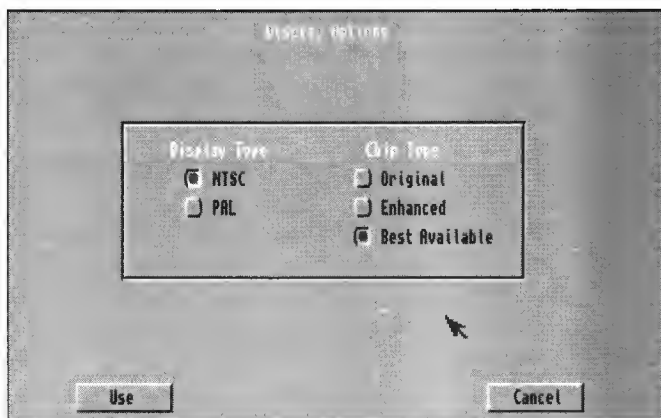 Display Options
Display Type
NTSC
PAL
Chip Type
Original
Enhanced
Best Available
Use
Cancel